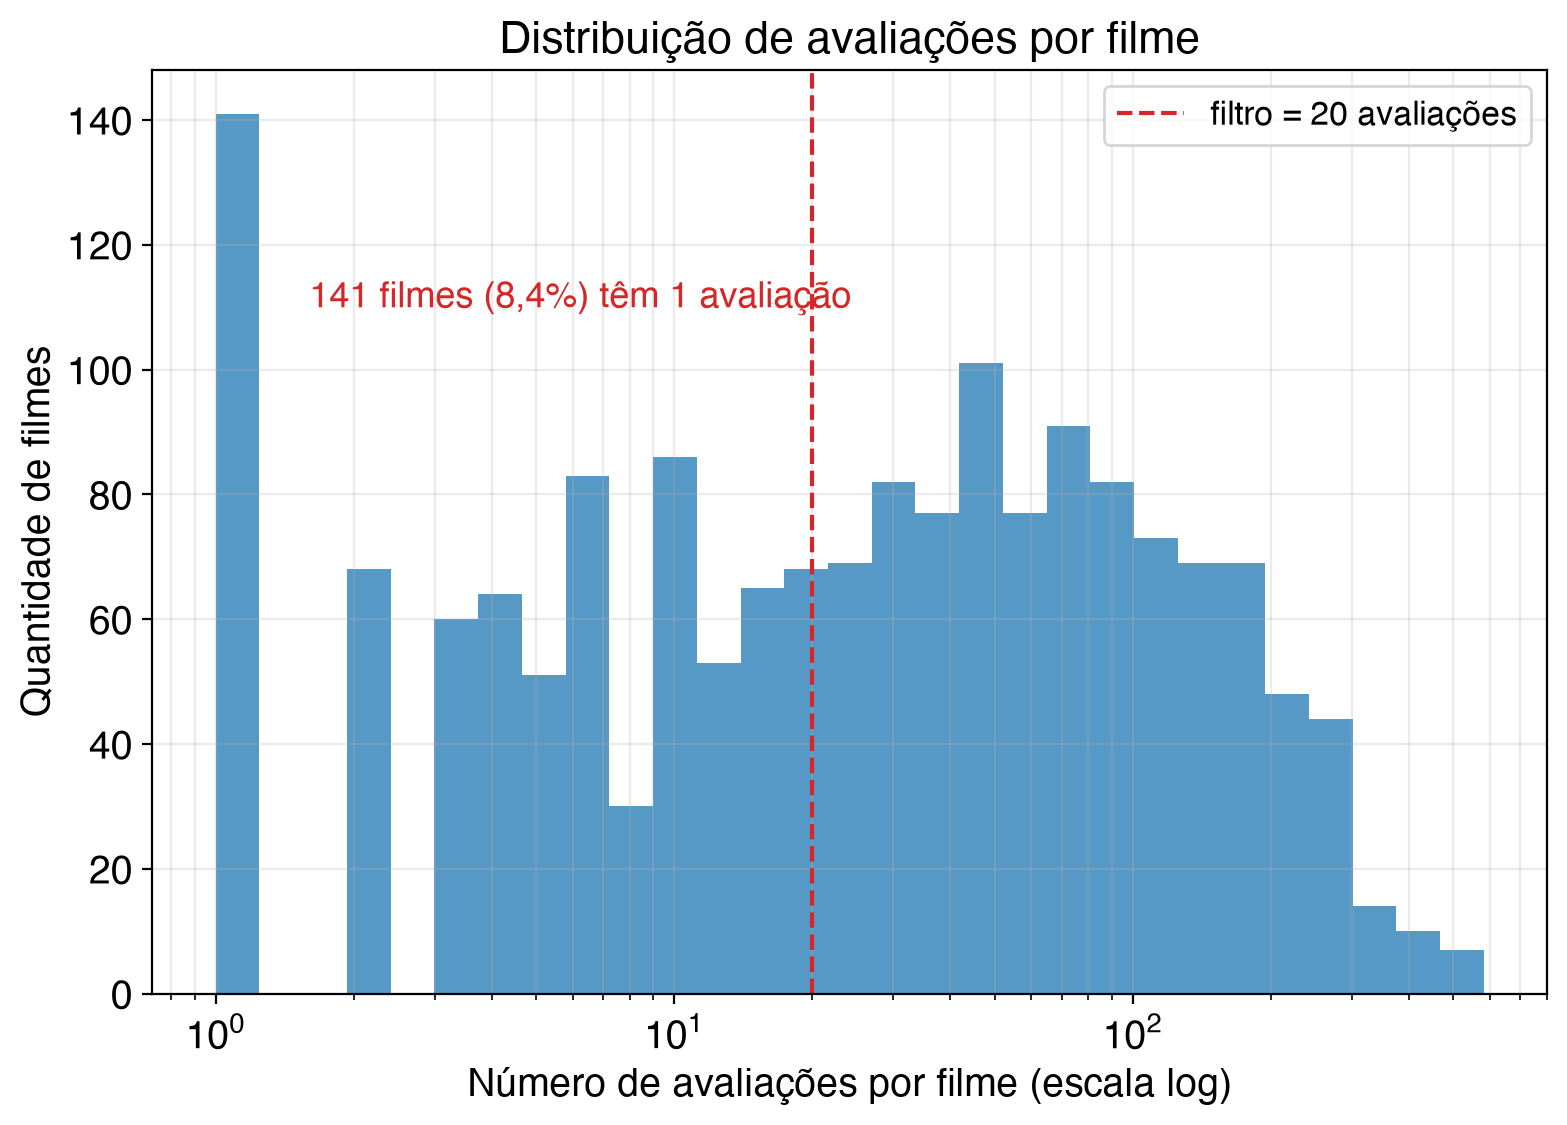 Distribuição de avaliações por filme
filtro = 20 avaliações
141 filmes (8,4%) têm 1 avaliação
Quantidade de filmes
140
120
100
80
60
40
20
0
10⁰ 10¹ 10²
Número de avaliações por filme (escala log)